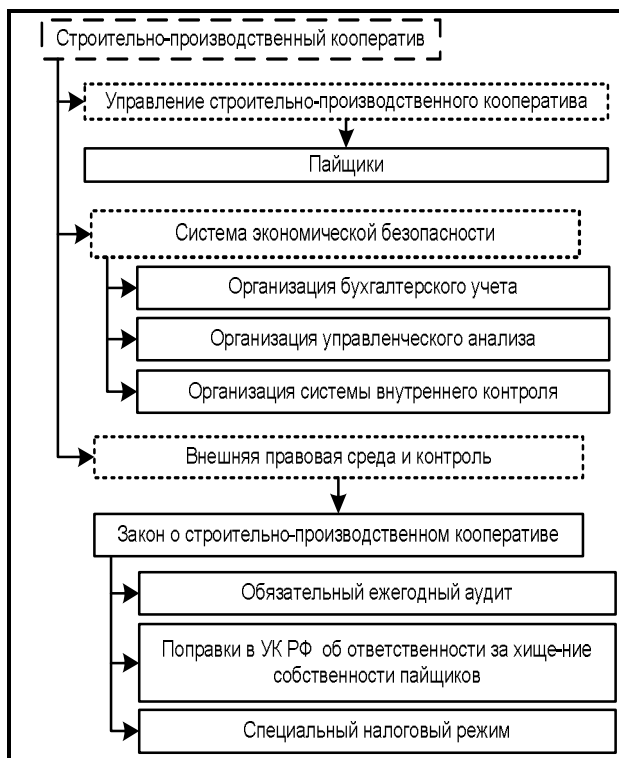 Строительно-производственный кооператив
Управление строительно-производственного кооператива
Пайщики
Система экономической безопасности
Организация бухгалтерского учета
Организация управленческого анализа
Организация системы внутреннего контроля
Внешняя правовая среда и контроль
Закон о строительно-производственном кооперативе
Обязательный ежегодный аудит
Поправки в УК РФ об ответственности за хище-ние
собственности пайщиков
Специальный налоговый режим